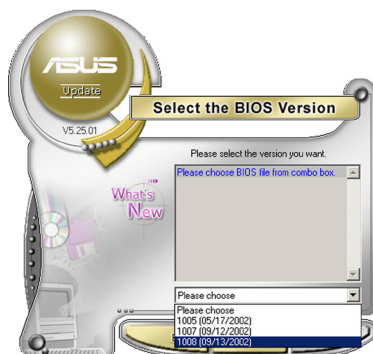 ASUS
Update
V5.25.01
Select the BIOS Version
Please select the version you want.
What's
New
Please choose BIOS file from combo box.
Please choose
Please choose
1005 (05/17/2002)
1007 (09/12/2002)
1008 (09/13/2002)